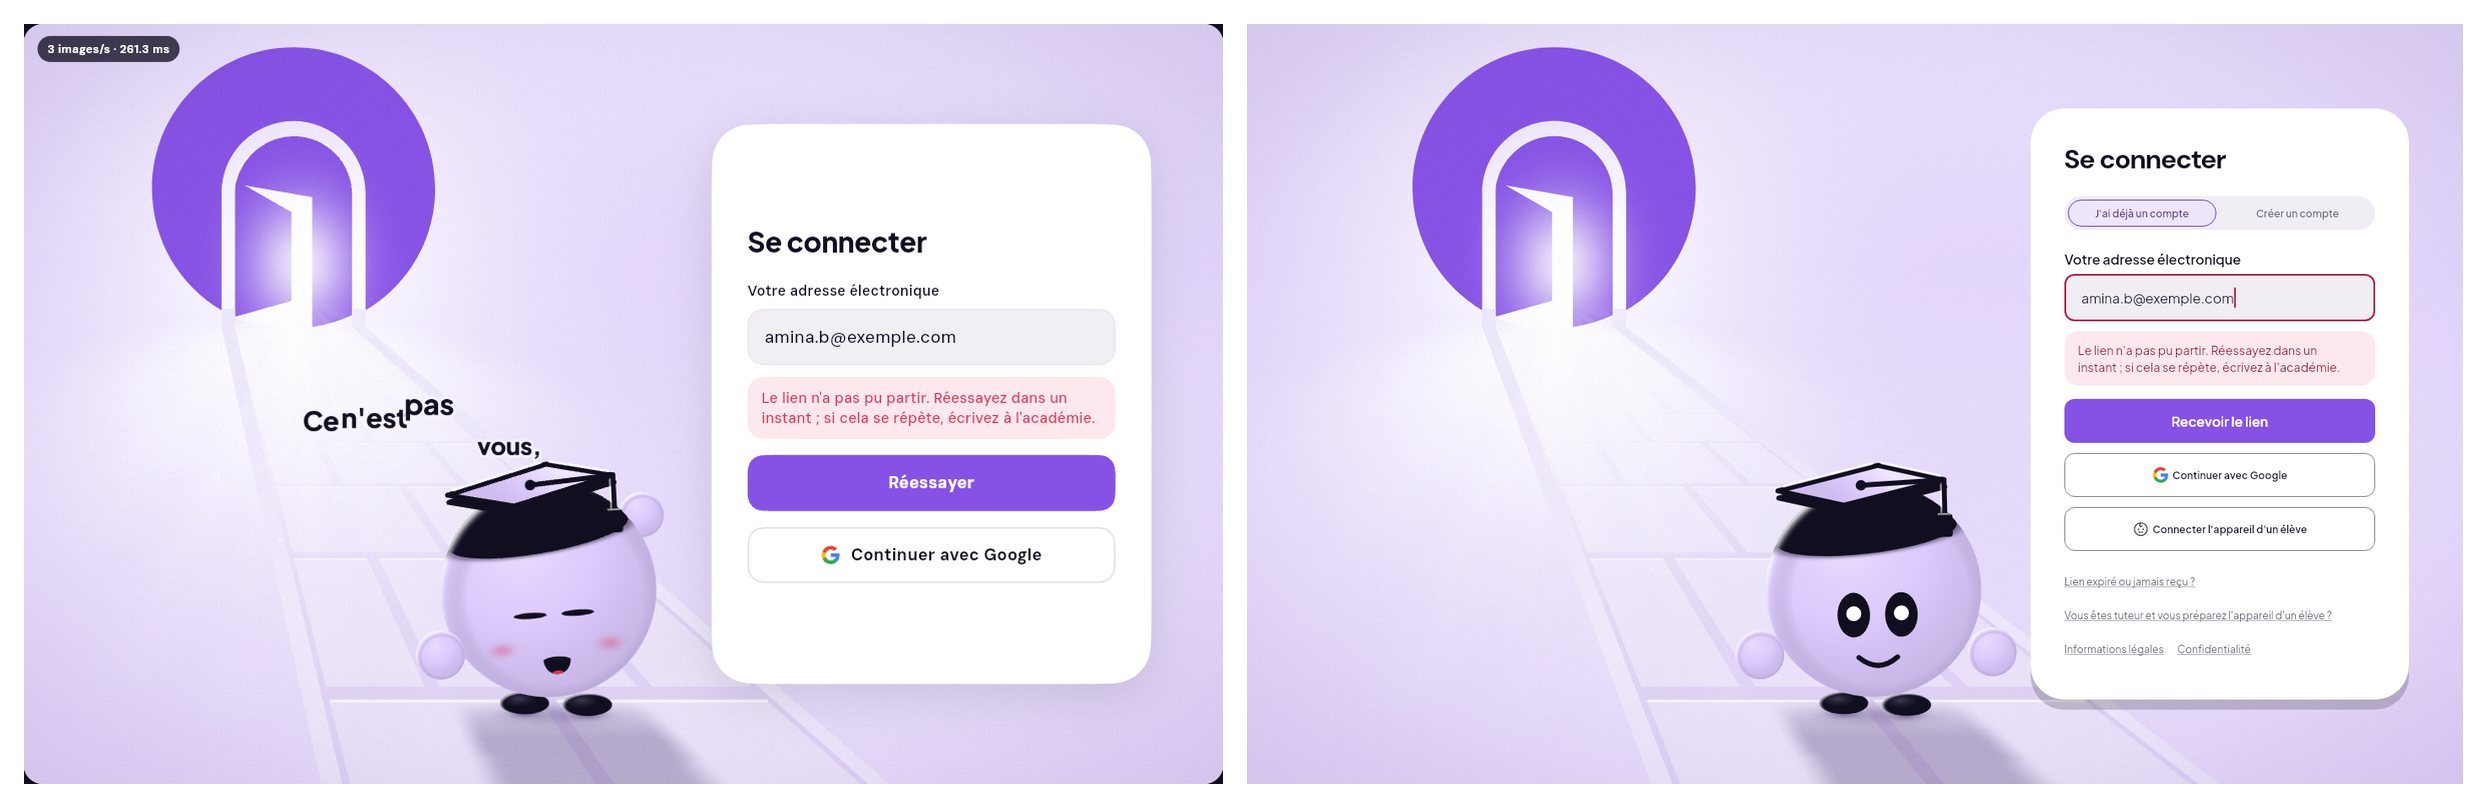 3 images/s · 261.3 ms
Ce n'est pas
vous,
Se connecter
Votre adresse électronique
amina.b@exemple.com
Le lien n'a pas pu partir. Réessayez dans un
instant ; si cela se répète, écrivez à l'académie.
Réessayer
Continuer avec Google
Se connecter
J'ai déjà un compte
Créer un compte
Votre adresse électronique
amina.b@exemple.com
Le lien n'a pas pu partir. Réessayez dans un
instant ; si cela se répète, écrivez à l'académie.
Recevoir le lien
Continuer avec Google
Connecter l'appareil d'un élève
Lien expiré ou jamais reçu ?
Vous êtes tuteur et vous préparez l'appareil d'un élève ?
Informations légales Confidentialité